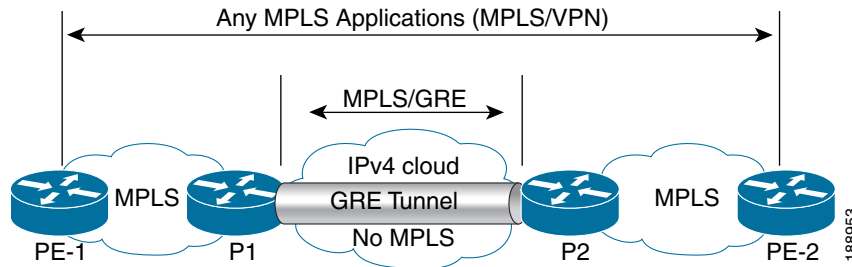 Any MPLS Applications (MPLS/VPN)
MPLS/GRE
IPv4 cloud
MPLS
GRE Tunnel
MPLS
No MPLS
PE-1
P1
P2
PE-2
188953